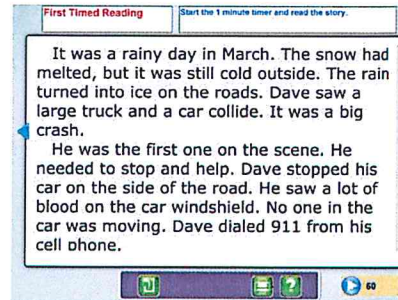 First Timed Reading
Start the 1 minute timer and read the story.
It was a rainy day in March. The snow had
melted, but it was still cold outside. The rain
turned into ice on the roads. Dave saw a
large truck and a car collide. It was a big
crash.
He was the first one on the scene. He
needed to stop and help. Dave stopped his
car on the side of the road. He saw a lot of
blood on the car windshield. No one in the
car was moving. Dave dialed 911 from his
cell phone.
?
60